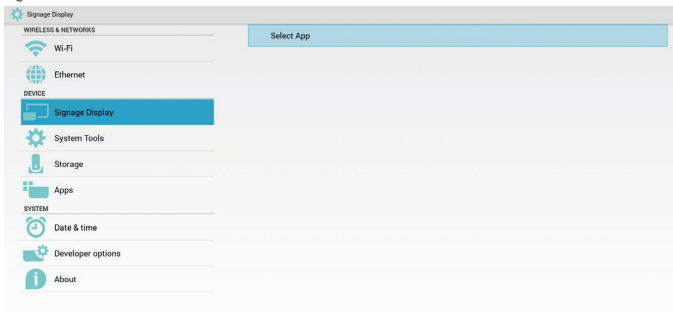 Signage Display
WIRELESS & NETWORKS
Wi-Fi
Ethernet
DEVICE
Signage Display
System Tools
Storage
Apps
SYSTEM
Date & time
Developer options
About
Select App